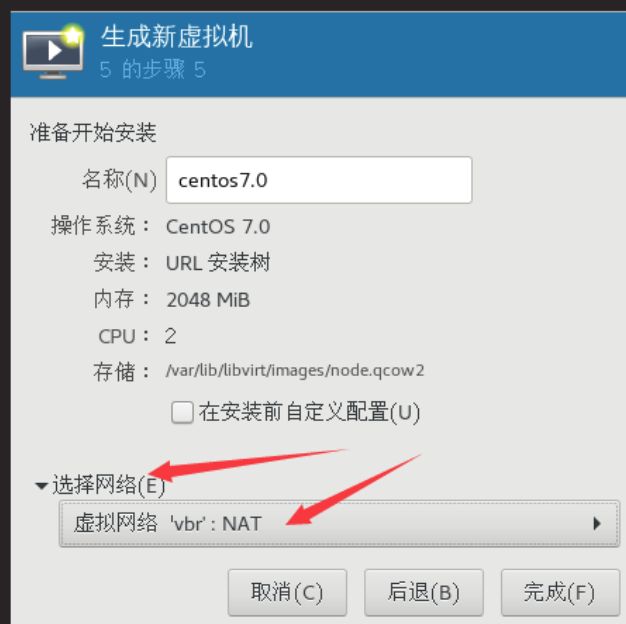 生成新虚拟机
5 的步骤 5
准备开始安装
名称(N) centos7.0
操作系统： CentOS 7.0
安装： URL 安装树
内存： 2048 MiB
CPU： 2
存储： /var/lib/libvirt/images/node.qcow2
在安装前自定义配置(U)
选择网络(E)
虚拟网络 'vbr' : NAT
取消(C) 后退(B) 完成(F)